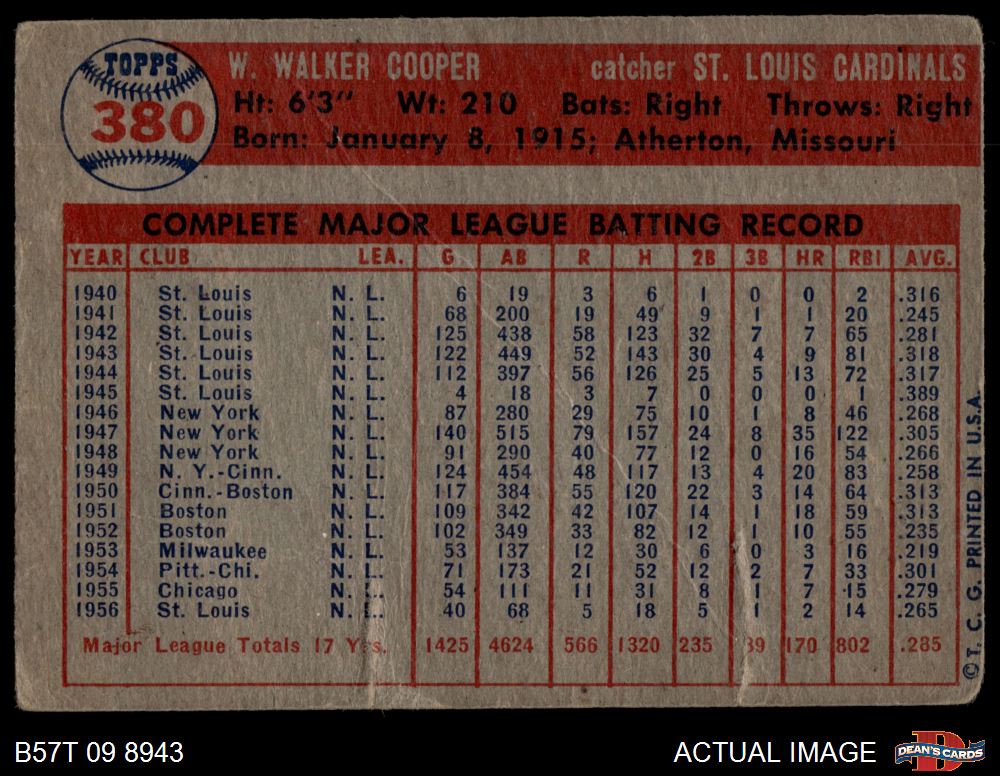 TOPPS
380
W. WALKER COOPER catcher ST. LOUIS CARDINALS
Ht: 6'3" Wt: 210 Bats: Right Throws: Right
Born: January 8, 1915; Atherton, Missouri
COMPLETE MAJOR LEAGUE BATTING RECORD
YEAR CLUB LEA. G AB R H 2B 3B HR RBI AVG.
1940 St. Louis N. L. 6 19 3 6 1 0 0 2 .316
1941 St. Louis N. L. 68 200 19 49 9 1 1 20 .245
1942 St. Louis N. L. 125 438 58 123 32 7 7 65 .281
1943 St. Louis N. L. 122 449 52 143 30 4 9 81 .318
1944 St. Louis N. L. 112 397 56 126 25 5 13 72 .317
1945 St. Louis N. L. 4 18 3 7 0 0 0 1 .389
1946 New York N. L. 87 280 29 75 10 1 8 46 .268
1947 New York N. L. 140 515 79 157 24 8 35 122 .305
1948 New York N. L. 91 290 40 77 12 0 16 54 .266
1949 N. Y.-Cinn. N. L. 124 454 48 117 13 4 20 83 .258
1950 Cinn.-Boston N. L. 117 384 55 120 22 3 14 64 .313
1951 Boston N. L. 109 342 42 107 14 1 18 59 .313
1952 Boston N. L. 102 349 33 82 12 1 10 55 .235
1953 Milwaukee N. L. 53 137 12 30 6 0 3 16 .219
1954 Pitt.-Chi. N. L. 71 173 21 52 12 2 7 33 .301
1955 Chicago N. L. 54 111 11 31 8 1 7 15 .279
1956 St. Louis N. L. 40 68 5 18 5 1 2 14 .265
Major League Totals 17 Yrs. 1425 4624 566 1320 235 39 170 802 .285
©T. C. G. PRINTED IN U.S.A.
B57T 09 8943 ACTUAL IMAGE DEAN'S CARDS